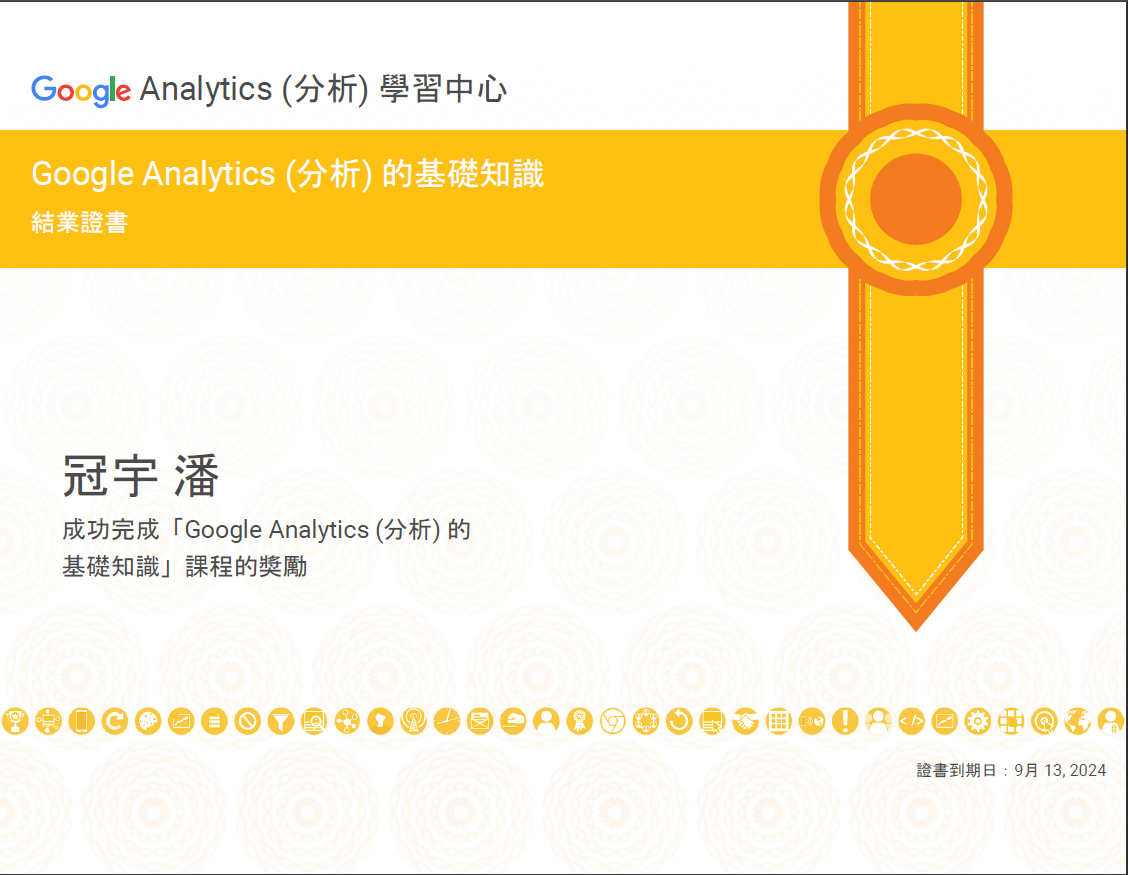 Google Analytics (分析) 學習中心
Google Analytics (分析) 的基礎知識
結業證書
冠宇 潘
成功完成「Google Analytics (分析) 的
基礎知識」課程的獎勵
證書到期日：9月 13, 2024